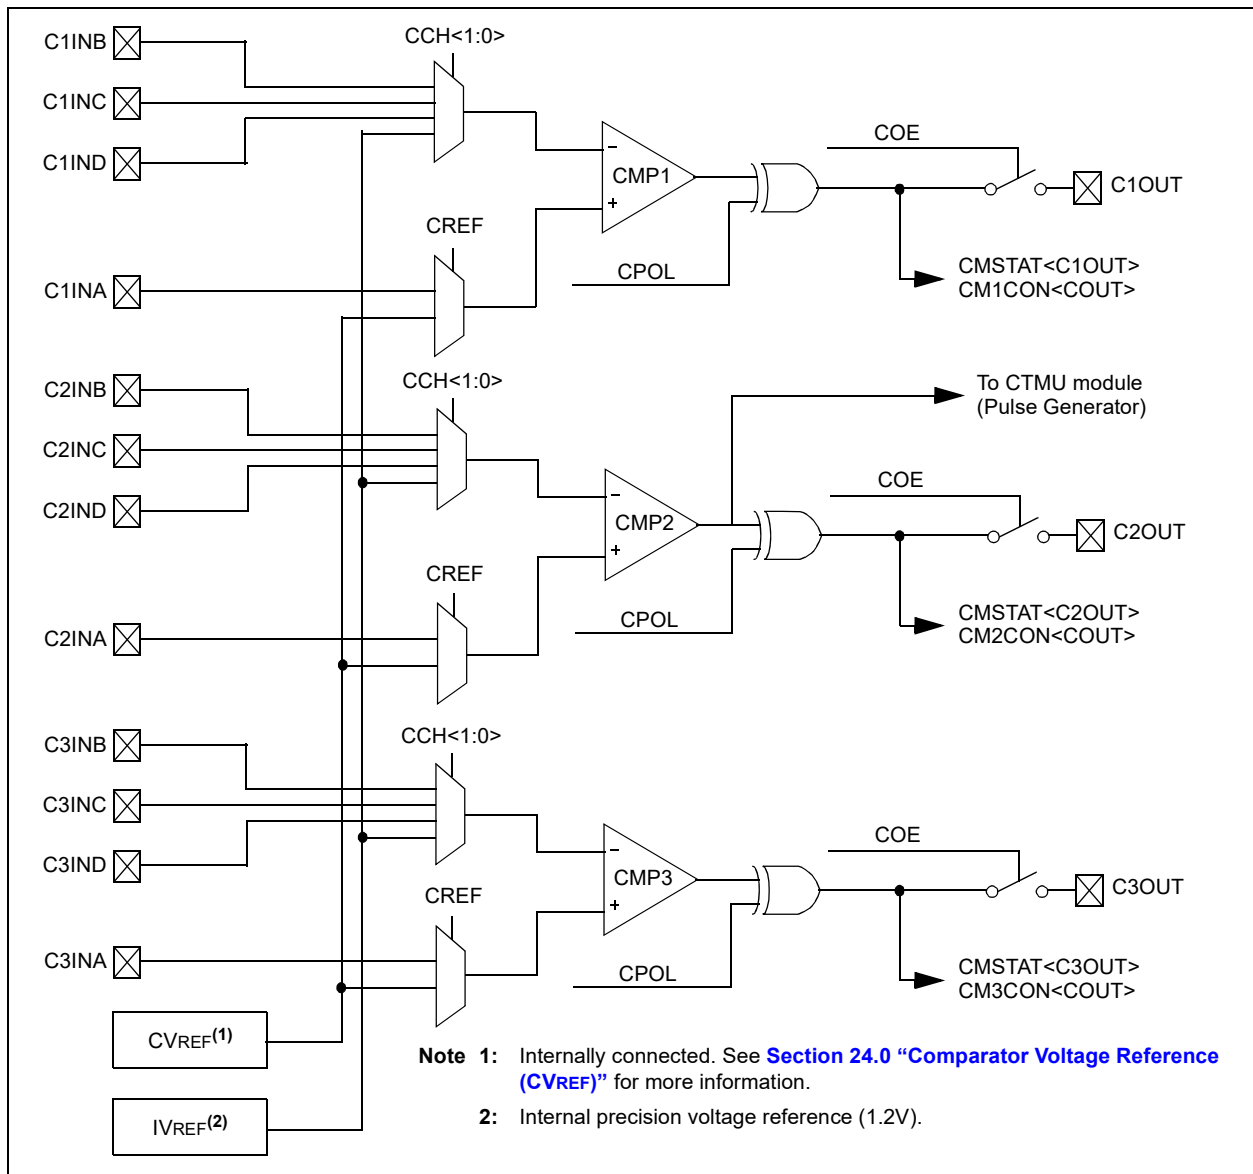 C1INB
CCH<1:0>
C1INC
C1IND
COE
CMP1
C1OUT
CREF
CPOL
CMSTAT<C1OUT>
CM1CON<COUT>
C1INA
C2INB
CCH<1:0>
To CTMU module
(Pulse Generator)
C2INC
C2IND
COE
CMP2
C2OUT
CREF
CPOL
CMSTAT<C2OUT>
CM2CON<COUT>
C2INA
C3INB
CCH<1:0>
C3INC
C3IND
COE
CMP3
C3OUT
CREF
C3INA
CPOL
CMSTAT<C3OUT>
CM3CON<COUT>
CVREF(1)
Note 1: Internally connected. See Section 24.0 “Comparator Voltage Reference
(CVREF)” for more information.
2: Internal precision voltage reference (1.2V).
IVREF(2)
−
+
−
+
−
+